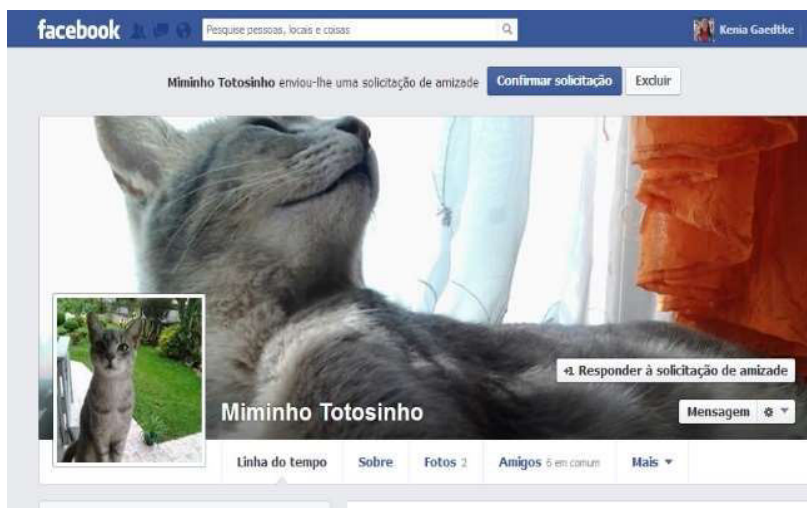 facebook Pesquise pessoas, locais e coisas Kenia Gaedtke
Miminho Totosinho enviou-lhe uma solicitação de amizade Confirmar solicitação Excluir
+1 Responder à solicitação de amizade
Miminho Totosinho Mensagem
Linha do tempo Sobre Fotos 2 Amigos 6 em comum Mais